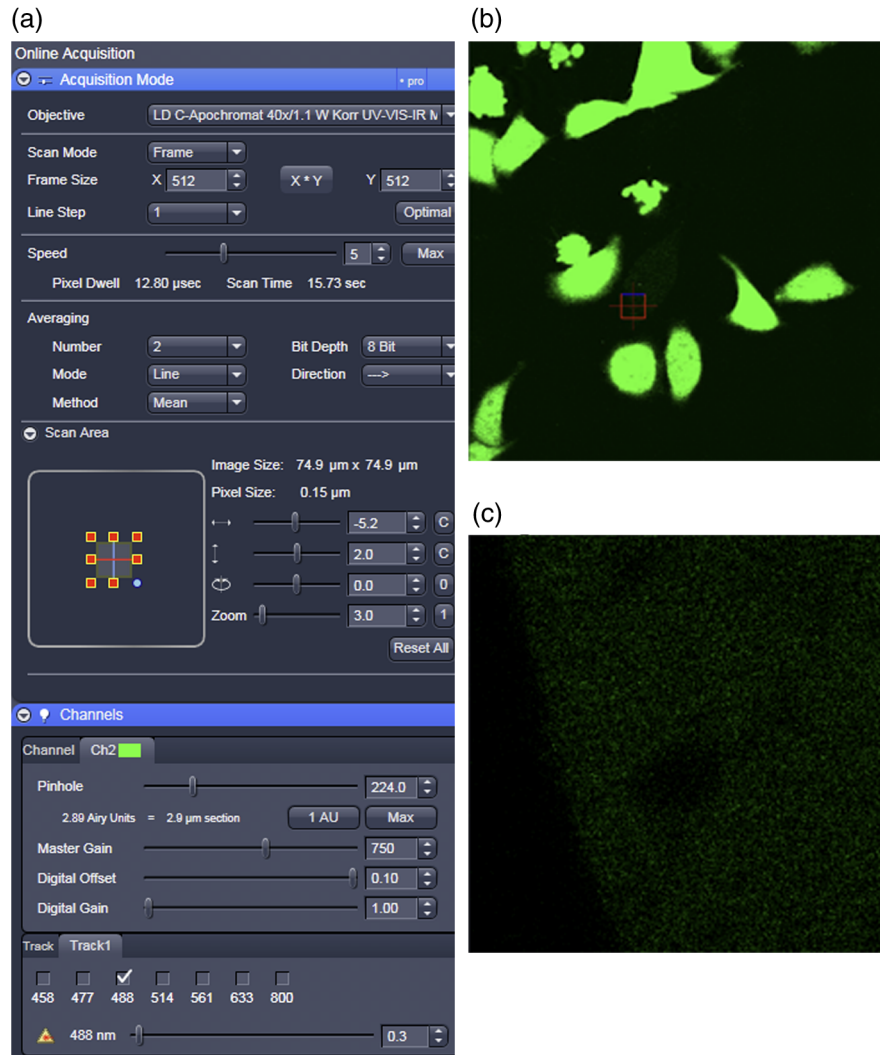 (a)
Online Acquisition
Acquisition Mode • pro
Objective LD C-Apochromat 40x/1.1 W Korr UV-VIS-IR M
Scan Mode Frame
Frame Size X 512 X * Y Y 512
Line Step 1 Optimal
Speed 5 Max
Pixel Dwell 12.80 µsec Scan Time 15.73 sec
Averaging
Number 2 Bit Depth 8 Bit
Mode Line Direction --->
Method Mean
Scan Area
Image Size: 74.9 µm x 74.9 µm
Pixel Size: 0.15 µm
-5.2 C
2.0 C
0.0 0
Zoom 3.0 1
Reset All
Channels
Channel Ch2
Pinhole 224.0
2.89 Airy Units = 2.9 µm section 1 AU Max
Master Gain 750
Digital Offset 0.10
Digital Gain 1.00
Track Track1
458 477 488 514 561 633 800
488 nm 0.3
(b)
(c)